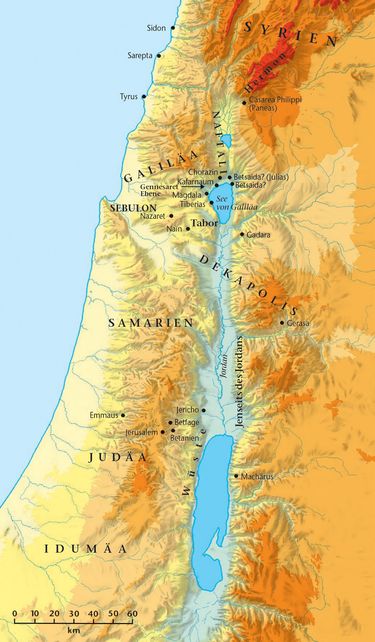 SYRIEN
Sidon
Sarepta
Hermon
Tyrus
Cäsarea Philippi
(Paneas)
NAFTALI
GALILÄA
Chorazin
Betsaida? (Julias)
Kafarnaum
Betsaida?
Gennesaret
Ebene
Magdala
Tiberias
See
von Galiläa
SEBULON
Nazaret
Tabor
Nain
Gadara
DEKAPOLIS
SAMARIEN
Gerasa
Jordan
Jenseits des Jordans
Jericho
Emmaus
Betfage
Jerusalem
Betanien
JUDÄA
Wüste
Machärus
IDUMÄA
0 10 20 30 40 50 60
km